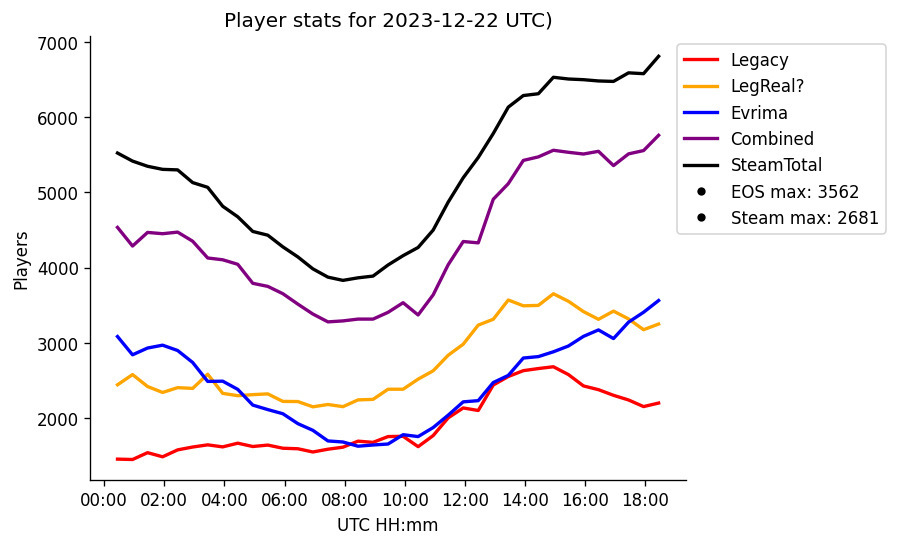 Player stats for 2023-12-22 UTC)
7000
6000
5000
4000
3000
2000
Players
00:00 02:00 04:00 06:00 08:00 10:00 12:00 14:00 16:00 18:00
UTC HH:mm
Legacy
LegReal?
Evrima
Combined
SteamTotal
EOS max: 3562
Steam max: 2681